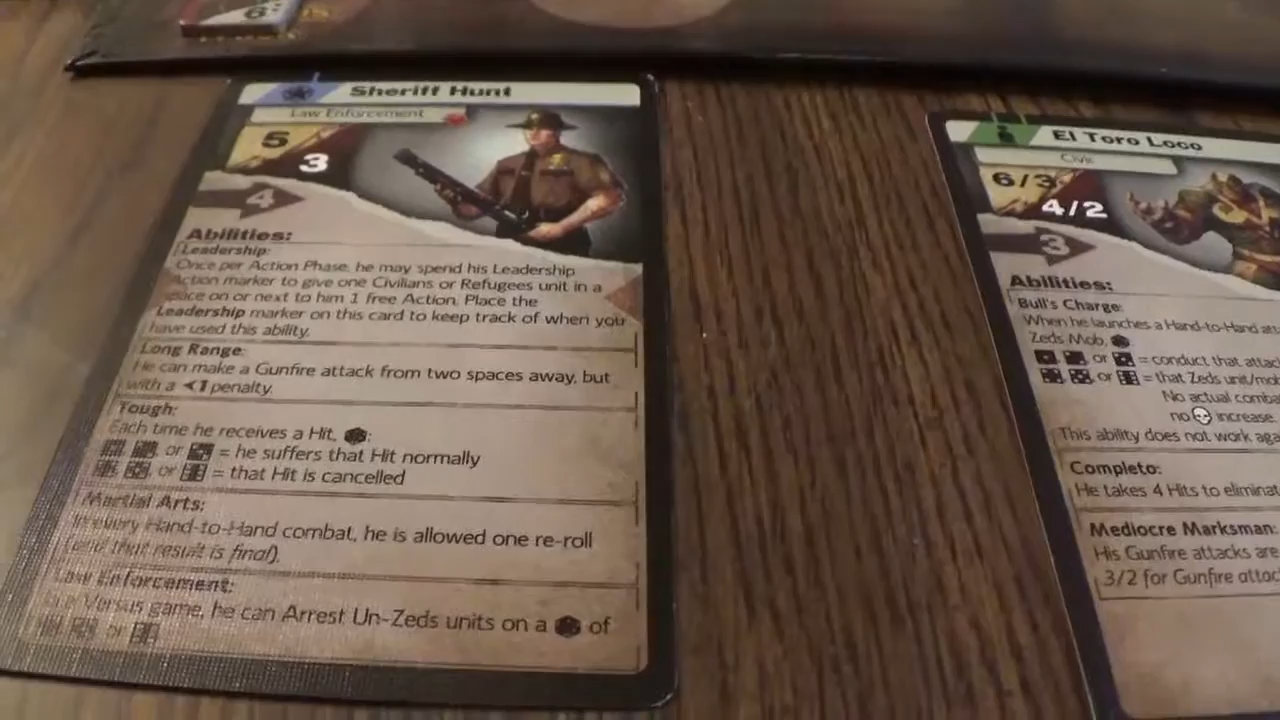 6
Sheriff Hunt
Law Enforcement
5
3
4
Abilities:
Leadership:
Once per Action Phase, he may spend his Leadership
Action marker to give one Civilians or Refugees unit in a
space on or next to him 1 free Action. Place the
Leadership marker on this card to keep track of when you
have used this ability.
Long Range:
He can make a Gunfire attack from two spaces away, but
with a 1 penalty.
Tough:
Each time he receives a Hit, :
or = he suffers that Hit normally
or = that Hit is cancelled
Martial Arts:
In every Hand-to-Hand combat, he is allowed one re-roll
(and that result is final).
Law Enforcement:
In a Versus game, he can Arrest Un-Zeds units on a of
or
El Toro Loco
6/3
4/2
3
Abilities:
Bull's Charge:
When he launches a Hand-to-Hand
Zeds Mob,
or = conduct that
or = that Zeds
No actual
no increase.
This ability does not work
Completo:
He takes 4 Hits to
Mediocre Marksman:
His Gunfire attacks are
3/2 for Gunfire